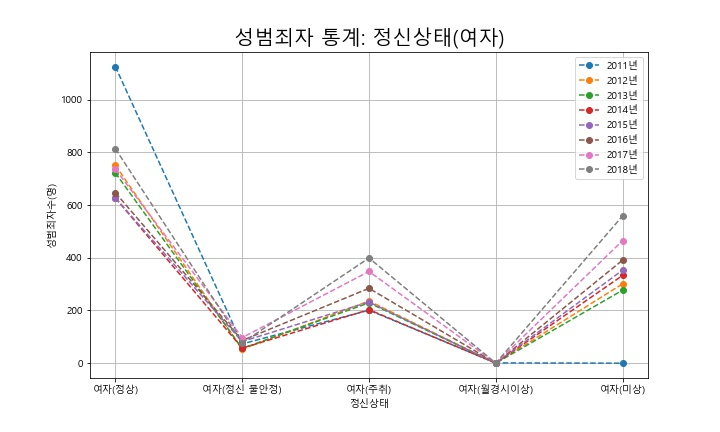 성범죄자 통계: 정신상태(여자)
2011년
2012년
2013년
2014년
2015년
2016년
2017년
2018년
1000
800
600
400
200
0
성범죄자수(명)
여자(정상) 여자(정신 불안정) 여자(주취) 여자(월경시이상) 여자(미상)
정신상태